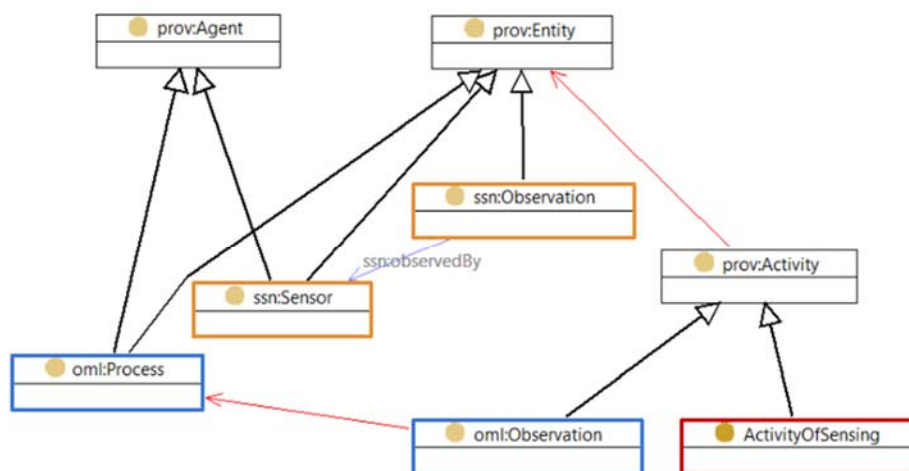 prov:Agent
prov:Entity
ssn:Observation
ssn:observedBy
prov:Activity
ssn:Sensor
oml:Process
oml:Observation
ActivityOfSensing